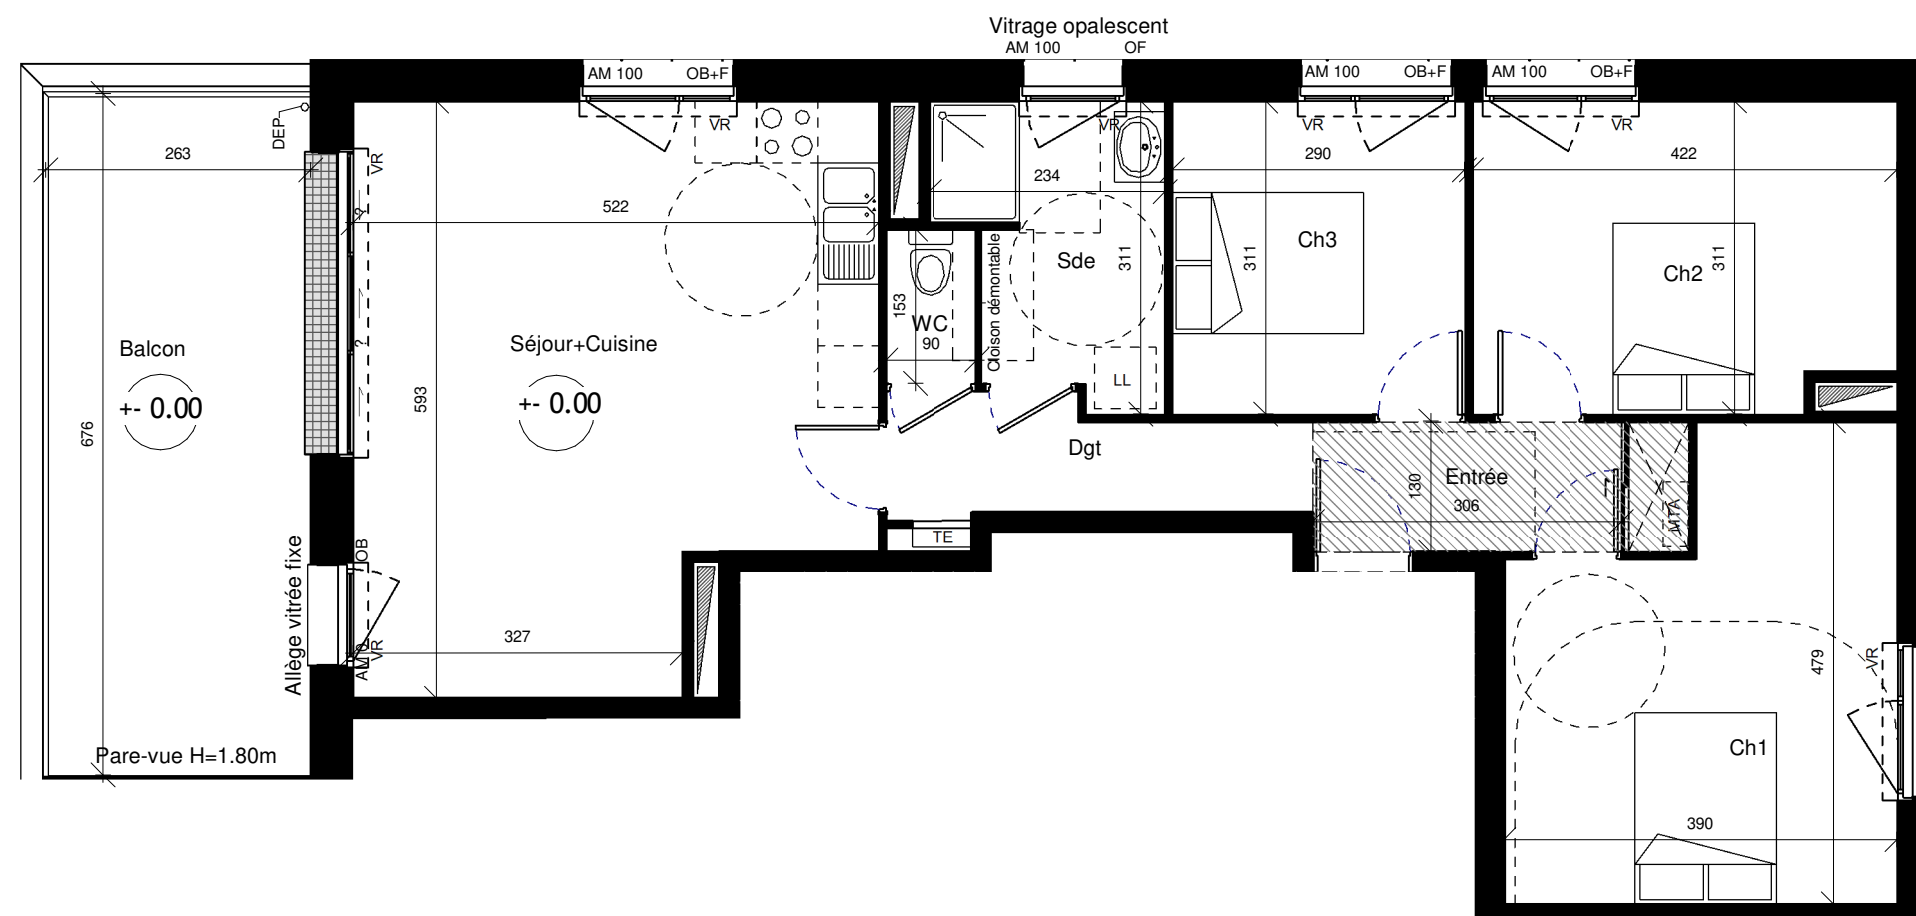 Vitrage opalescent
AM 100 OF
AM 100 OB+F
AM 100 OB+F
AM 100 OB+F
DEP
VR
VR
VR
VR
VR
263
522
234
290
422
Balcon
+- 0.00
676
Séjour+Cuisine
+- 0.00
593
?
?
153
WC
90
Cloison démontable
Sde
311
LL
Ch3
311
Ch2
311
Dgt
Entrée
130
306
MTA
TE
Allège vitrée fixe
OB
VR
327
Pare-vue H=1.80m
479
VR
Ch1
390